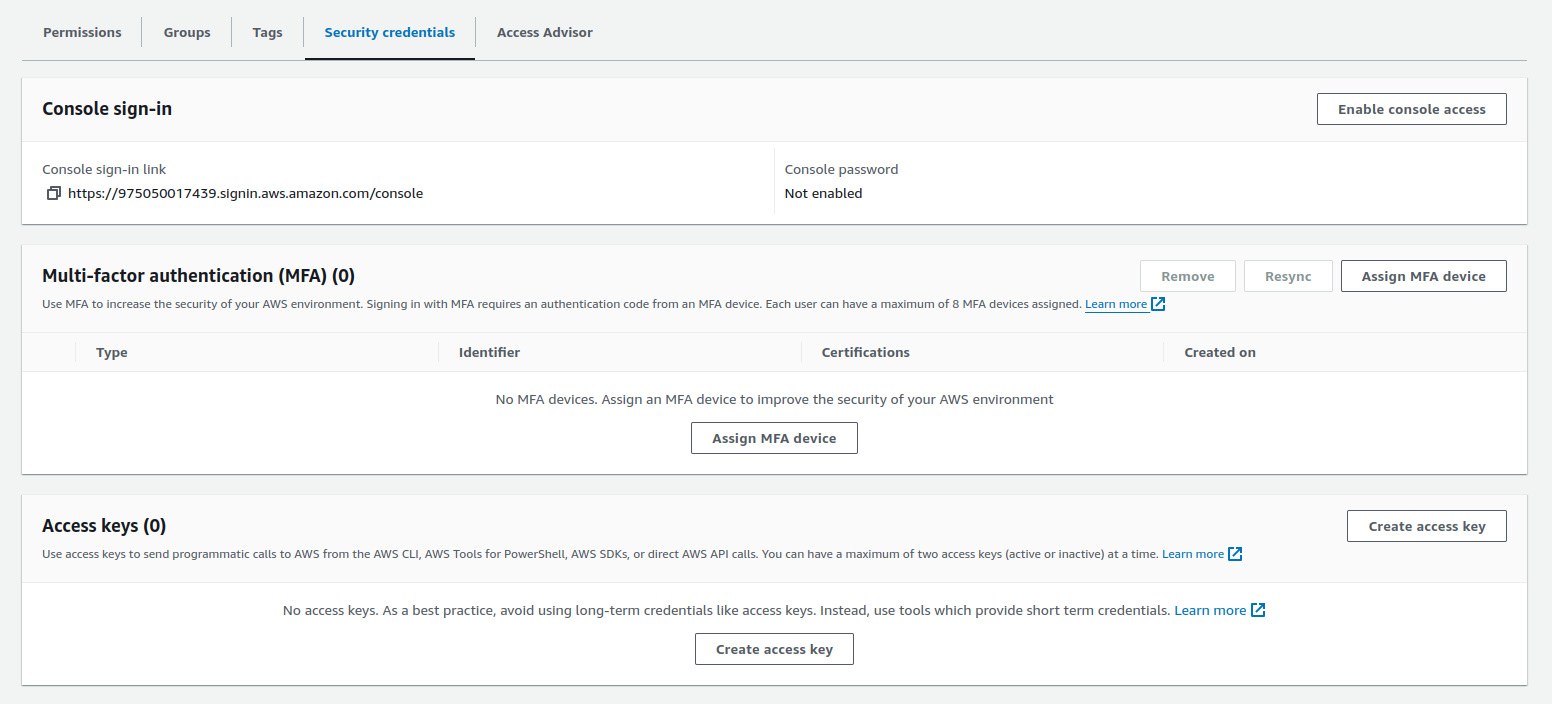 Permissions
Groups
Tags
Security credentials
Access Advisor
Console sign-in
Enable console access
Console sign-in link
https://975050017439.signin.aws.amazon.com/console
Console password
Not enabled
Multi-factor authentication (MFA) (0)
Remove
Resync
Assign MFA device
Use MFA to increase the security of your AWS environment. Signing in with MFA requires an authentication code from an MFA device. Each user can have a maximum of 8 MFA devices assigned. Learn more
Type
Identifier
Certifications
Created on
No MFA devices. Assign an MFA device to improve the security of your AWS environment
Assign MFA device
Access keys (0)
Create access key
Use access keys to send programmatic calls to AWS from the AWS CLI, AWS Tools for PowerShell, AWS SDKs, or direct AWS API calls. You can have a maximum of two access keys (active or inactive) at a time. Learn more
No access keys. As a best practice, avoid using long-term credentials like access keys. Instead, use tools which provide short term credentials. Learn more
Create access key